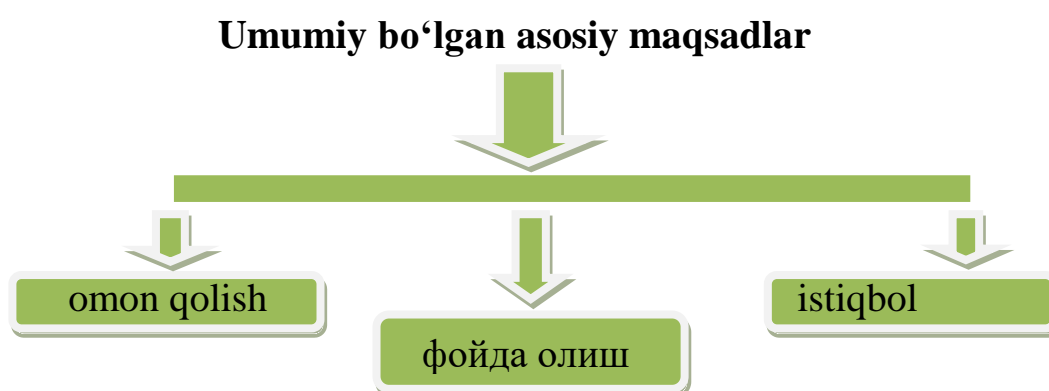 Umumiy bo‘lgan asosiy maqsadlar
omon qolish
фойда олиш
istiqbol